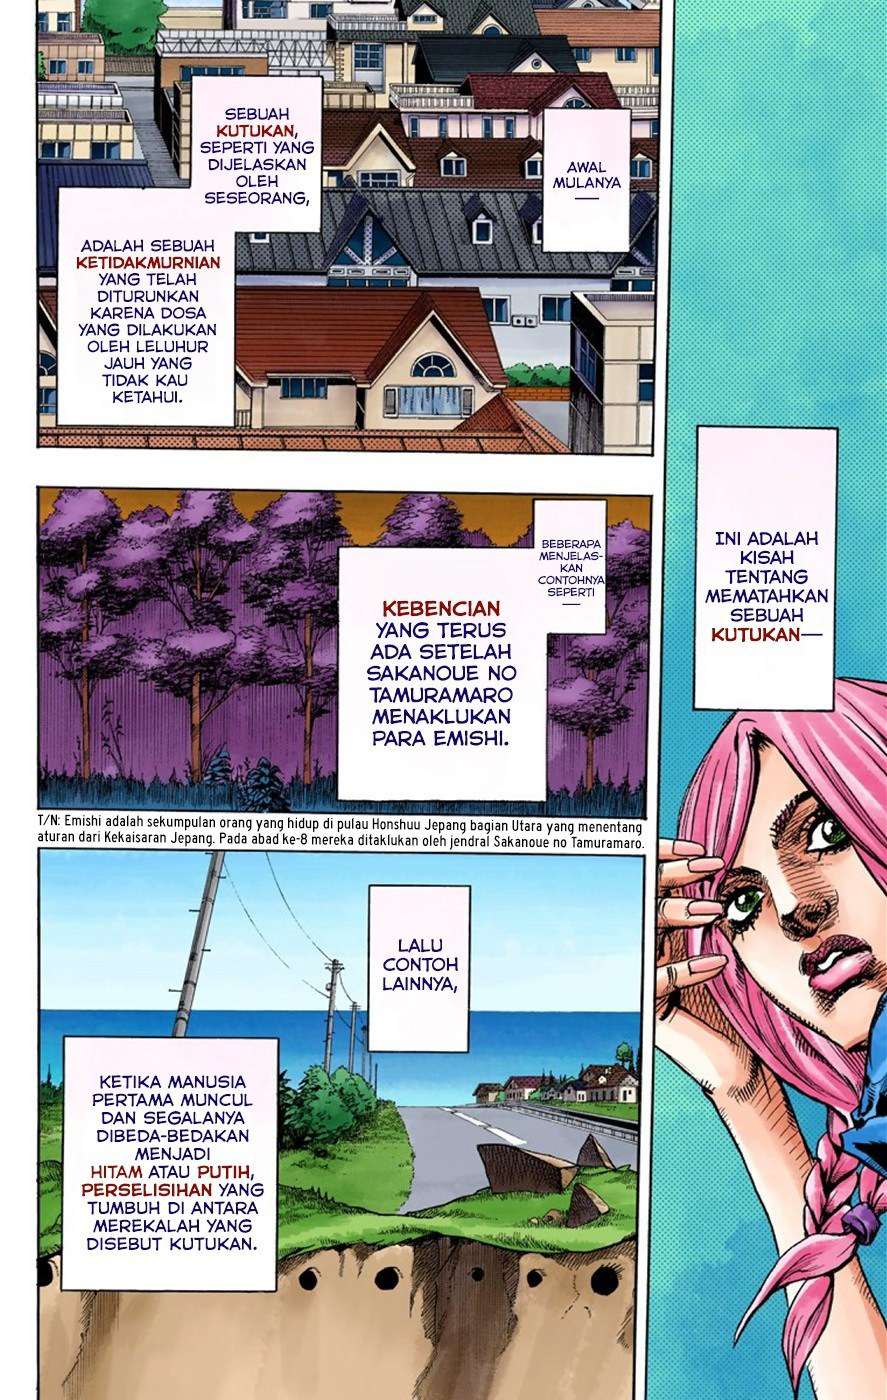 INI ADALAH
KISAH
TENTANG
MEMATAHKAN
SEBUAH
KUTUKAN—
AWAL
MULANYA
—
SEBUAH
KUTUKAN,
SEPERTI YANG
DIJELASKAN
OLEH
SESEORANG,
ADALAH SEBUAH
KETIDAKMURNIAN
YANG TELAH
DITURUNKAN
KARENA DOSA
YANG DILAKUKAN
OLEH LELUHUR
JAUH YANG
TIDAK KAU
KETAHUI.
BEBERAPA
MENJELAS-
KAN
CONTOHNYA
SEPERTI
—
KEBENCIAN
YANG TERUS
ADA SETELAH
SAKANOUE NO
TAMURAMARO
MENAKLUKAN
PARA EMISHI.
T/N: Emishi adalah sekumpulan orang yang hidup di pulau Honshuu Jepang bagian Utara yang menentang
aturan dari Kekaisaran Jepang. Pada abad ke-8 mereka ditaklukan oleh jendral Sakanoue no Tamuramaro.
LALU
CONTOH
LAINNYA,
KETIKA MANUSIA
PERTAMA MUNCUL
DAN SEGALANYA
DIBEDA-BEDAKAN
MENJADI
HITAM ATAU PUTIH,
PERSELISIHAN YANG
TUMBUH DI ANTARA
MEREKALAH YANG
DISEBUT KUTUKAN.